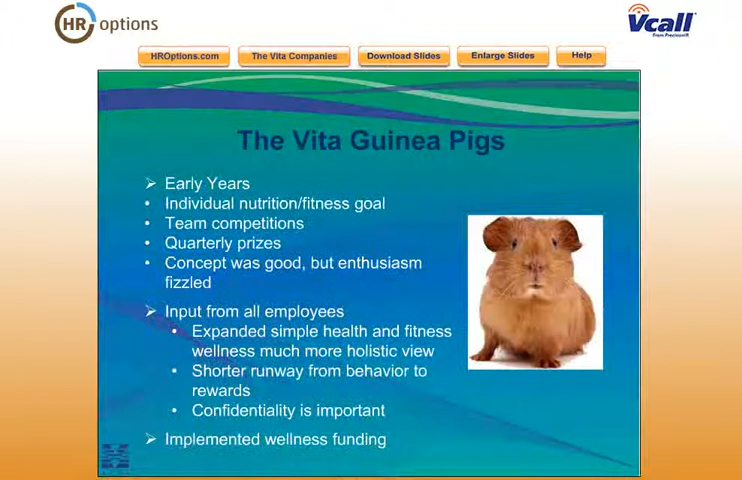 HR options
Vcall
From Precision IR
HROptions.com
The Vita Companies
Download Slides
Enlarge Slides
Help
The Vita Guinea Pigs
➢ Early Years
• Individual nutrition/fitness goal
• Team competitions
• Quarterly prizes
• Concept was good, but enthusiasm
fizzled
➢ Input from all employees
• Expanded simple health and fitness
wellness much more holistic view
• Shorter runway from behavior to
rewards
• Confidentiality is important
➢ Implemented wellness funding